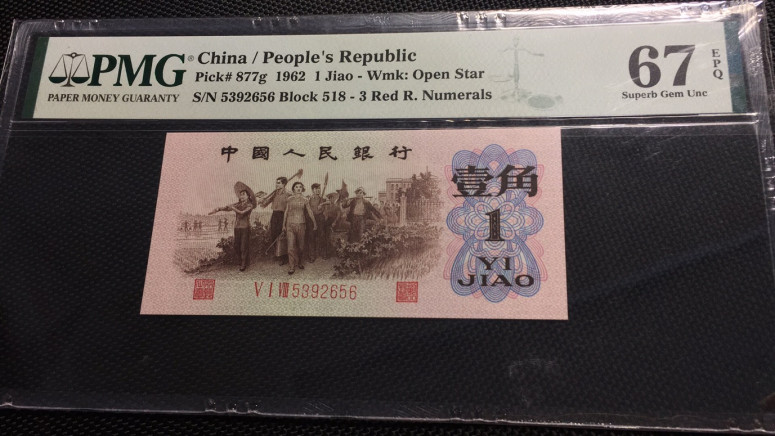 PMG® China / People's Republic
PAPER MONEY GUARANTY
Pick# 877g 1962 1 Jiao - Wmk: Open Star
S/N 5392656 Block 518 - 3 Red R. Numerals
67 EPQ
Superb Gem Unc
中國人民銀行
壹角
1
YI
JIAO
V I VIII 5392656